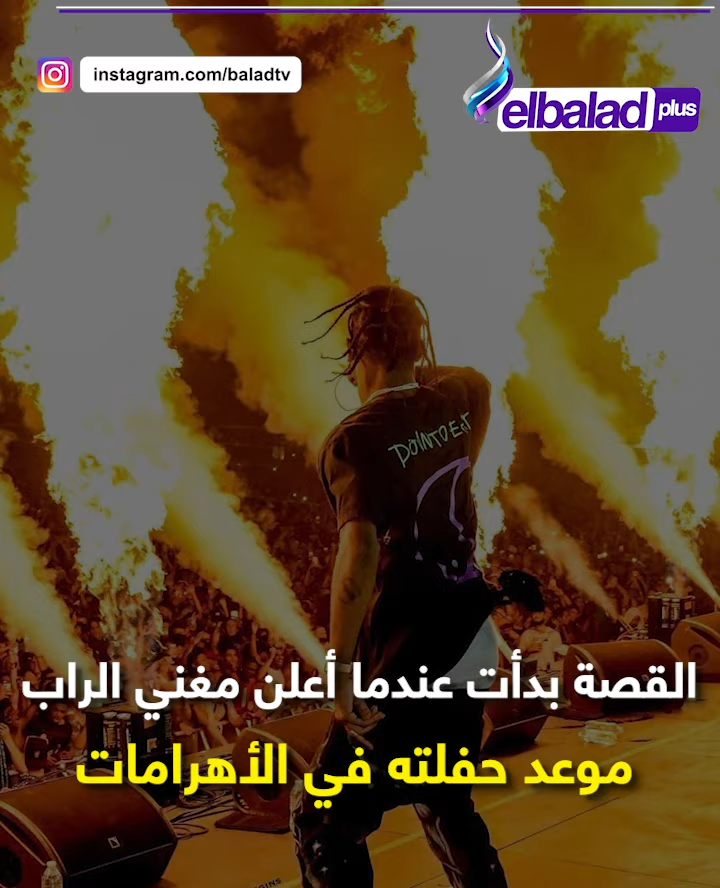 instagram.com/baladtv
elbalad plus
القصة بدأت عندما أعلن مغني الراب
موعد حفلته في الأهرامات